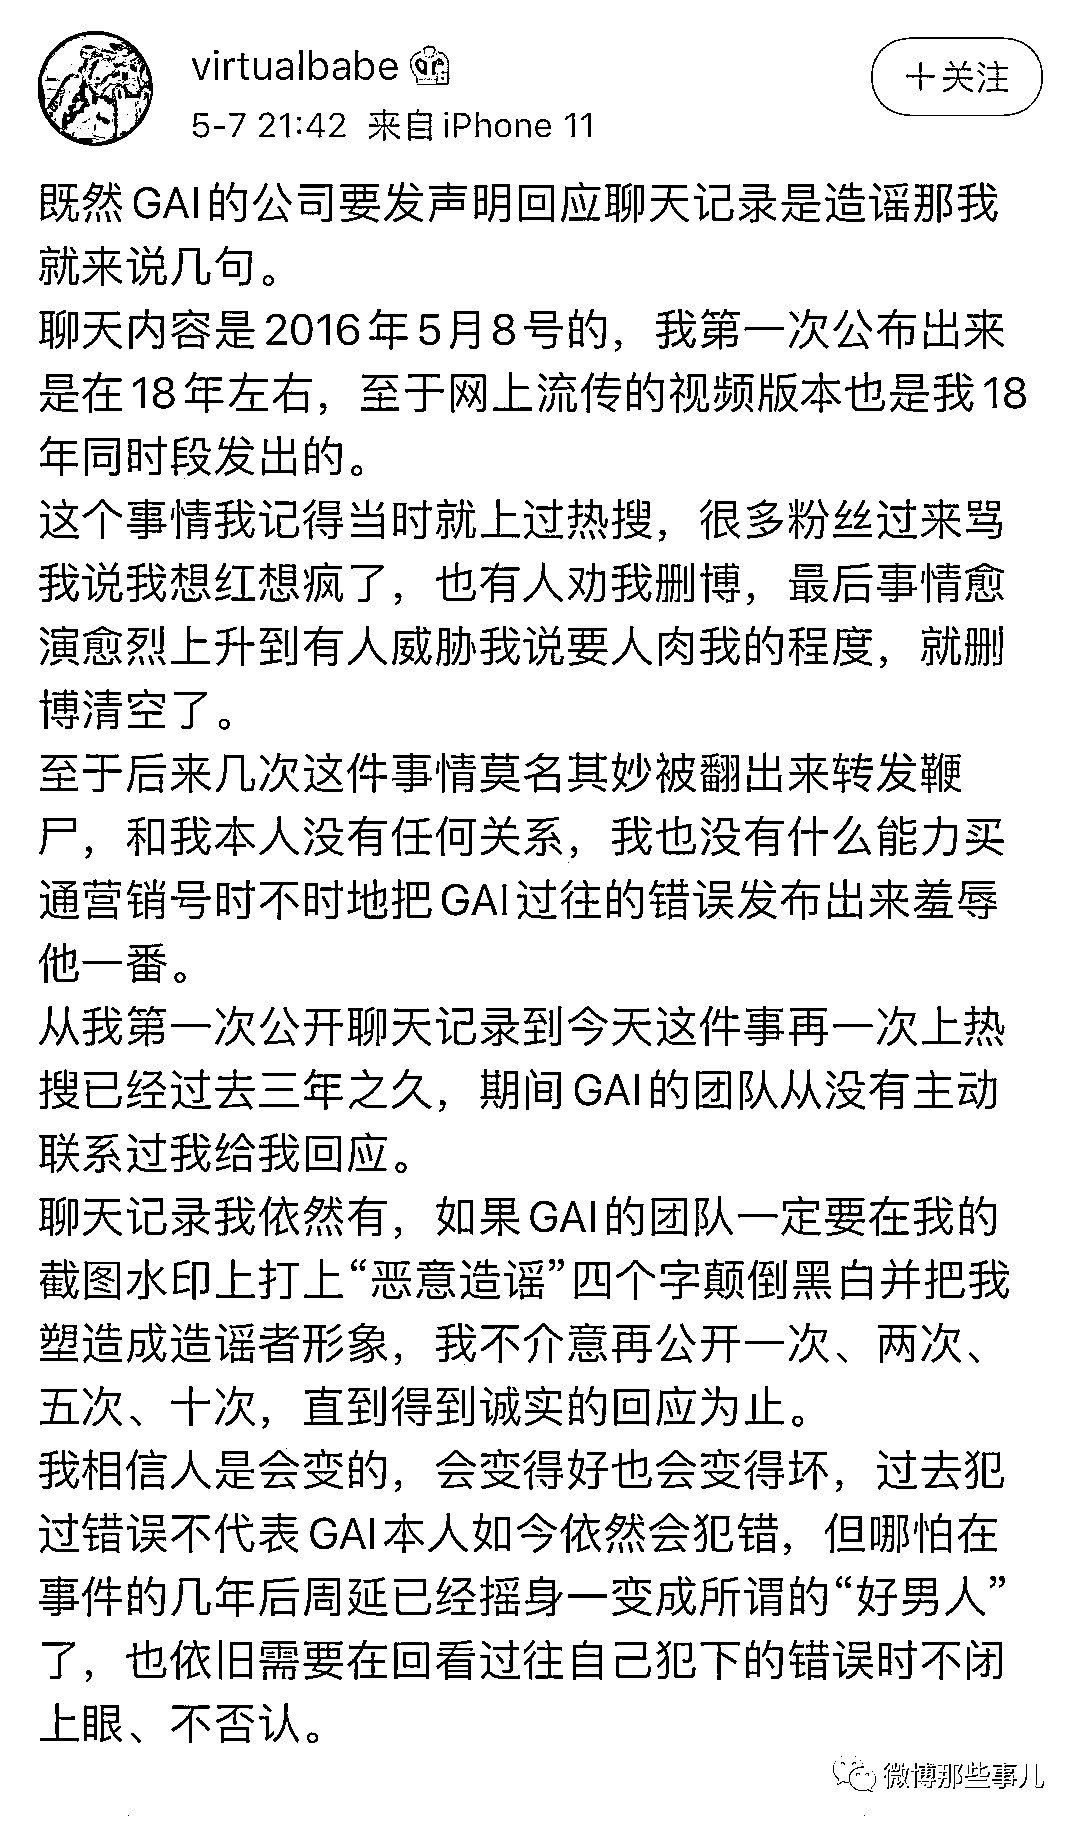 virtualbabe
+关注
5-7 21:42 来自iPhone 11
既然GAI的公司要发声明回应聊天记录是造谣那我
就来说几句。
聊天内容是2016年5月8号的，我第一次公布出来
是在18年左右，至于网上流传的视频版本也是我18
年同时段发出的。
这个事情我记得当时就上过热搜，很多粉丝过来骂
我说我想红想疯了，也有人劝我删博，最后事情愈
演愈烈上升到有人威胁我说要人肉我的程度，就删
博清空了。
至于后来几次这件事情莫名其妙被翻出来转发鞭
尸，和我本人没有任何关系，我也没有什么能力买
通营销号时不时地把GAI过往的错误发布出来羞辱
他一番。
从我第一次公开聊天记录到今天这件事再一次上热
搜已经过去三年之久，期间GAI的团队从没有主动
联系过我给我回应。
聊天记录我依然有，如果GAI的团队一定要在我的
截图水印上打上“恶意造谣”四个字颠倒黑白并把我
塑造成造谣者形象，我不介意再公开一次、两次、
五次、十次，直到得到诚实的回应为止。
我相信人是会变的，会变得好也会变得坏，过去犯
过错误不代表GAI本人如今依然会犯错，但哪怕在
事件的几年后周延已经摇身一变成所谓的“好男人”
了，也依旧需要在回看过往自己犯下的错误时不闭
上眼、不否认。
微博那些事儿